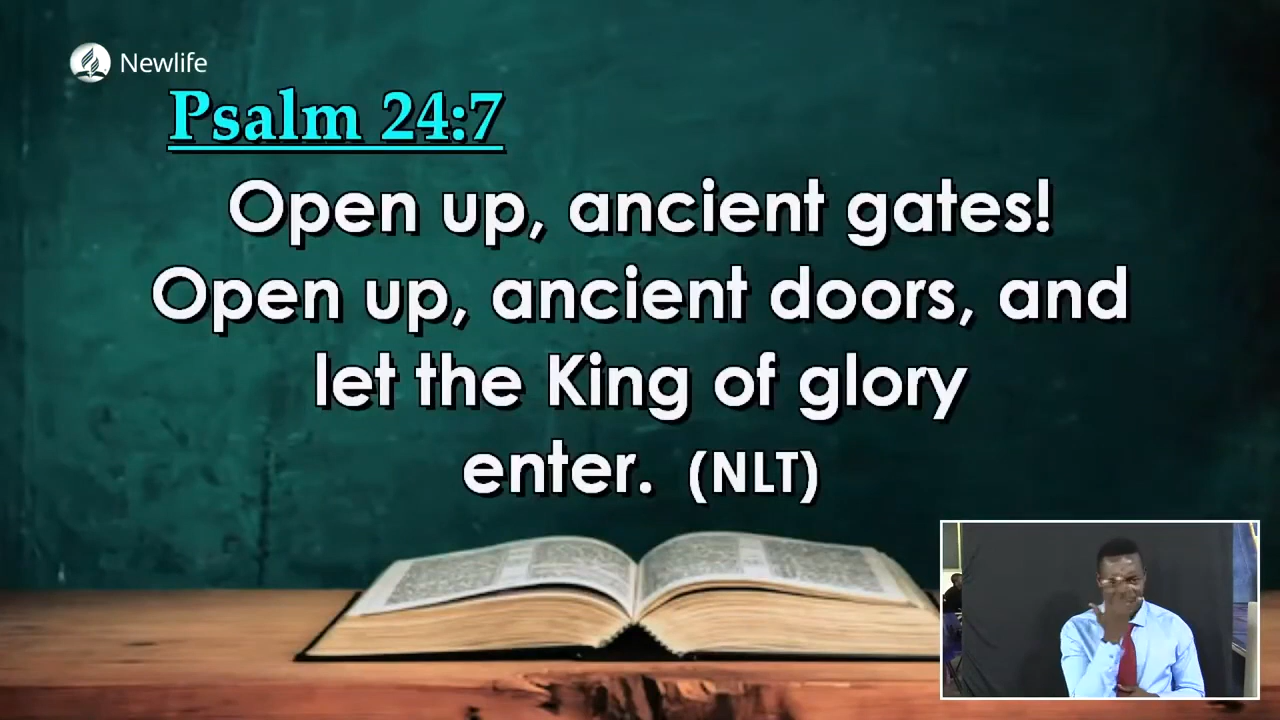 Newlife
Psalm 24:7
Open up, ancient gates!
Open up, ancient doors, and
let the King of glory
enter. (NLT)